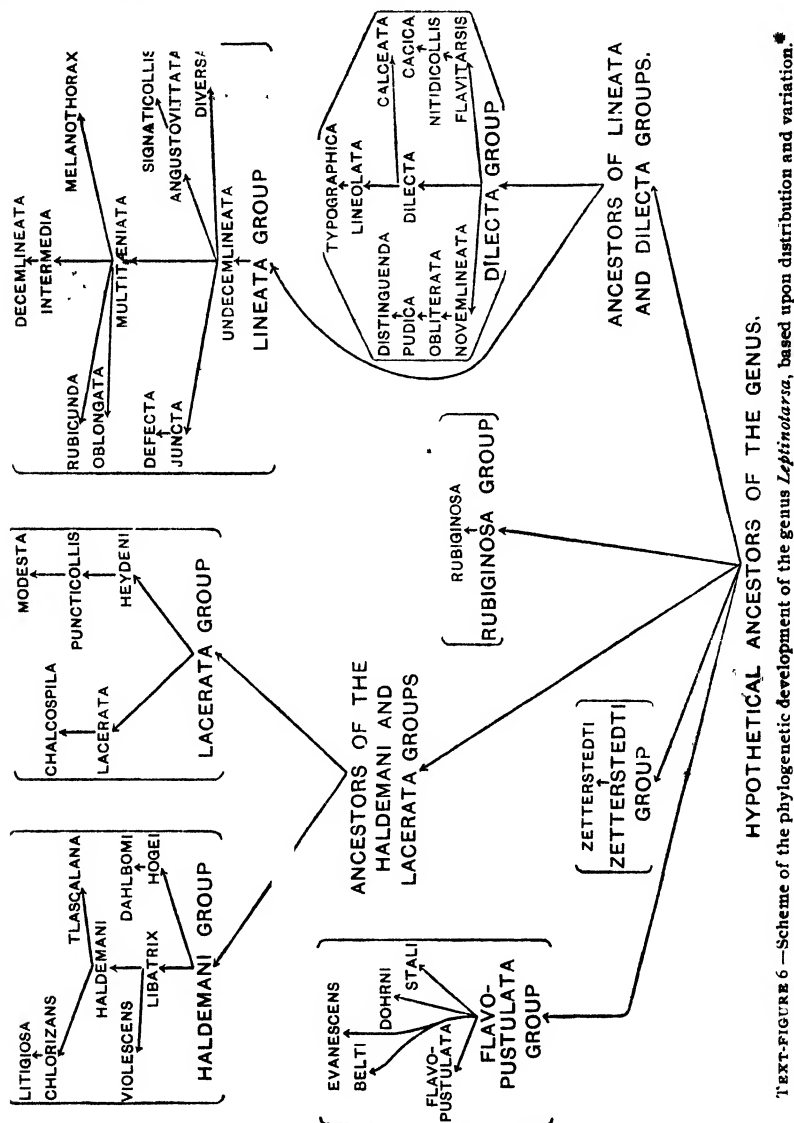 LITIGIOSA
CHLORIZANS
TLASCALANA
HALDEMANI
VIOLESCENS
LIBATRIX
DAHLBOMI
HOGEI
HALDEMANI GROUP
CHALCOSPILA
LACERATA
MODESTA
PUNCTICOLLIS
HEYDENI
LACERATA GROUP
RUBICUNDA
OBLONGATA
DEFECTA
JUNCTA
DECEMLINEATA
INTERMEDIA
MULTITÆNIATA
MELANOTHORAX
SIGNATICOLLIS
ANGUSTOVITTATA
DIVERSA
UNDECEMLINEATA
LINEATA GROUP
EVANESCENS
BELTI
FLAVO-
PUSTULATA
DOHRNI
STALI
FLAVO-
PUSTULATA
GROUP
ANCESTORS OF THE
HALDEMANI AND
LACERATA GROUPS
RUBIGINOSA
RUBIGINOSA GROUP
DISTINGUENDA
PUDICA
OBLITERATA
NOVEMLINEATA
TYPOGRAPHICA
LINEOLATA
DILECTA
CALCEATA
CACICA
NITIDICOLLIS
FLAVITARSIS
DILECTA GROUP
ZETTERSTEDTI
ZETTERSTEDTI
GROUP
ANCESTORS OF LINEATA
AND DILECTA GROUPS.
HYPOTHETICAL ANCESTORS OF THE GENUS.
TEXT-FIGURE 6—Scheme of the phylogenetic development of the genus Leptinotarsa, based upon distribution and variation.*